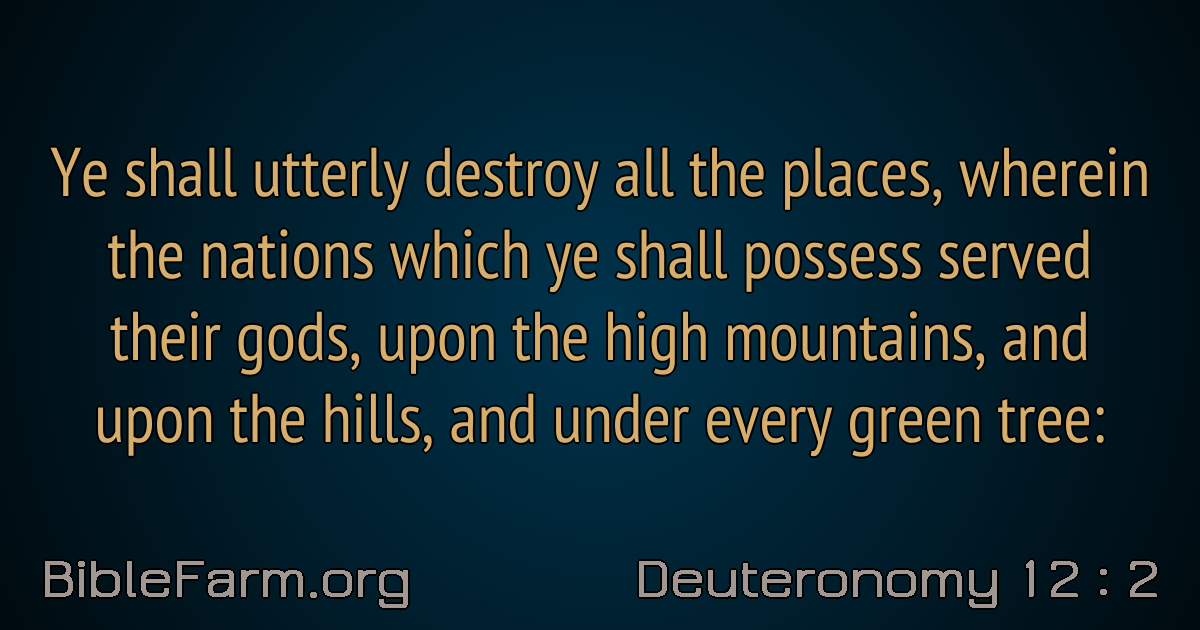 Ye shall utterly destroy all the places, wherein
the nations which ye shall possess served
their gods, upon the high mountains, and
upon the hills, and under every green tree:
BibleFarm.org
Deuteronomy 12 : 2